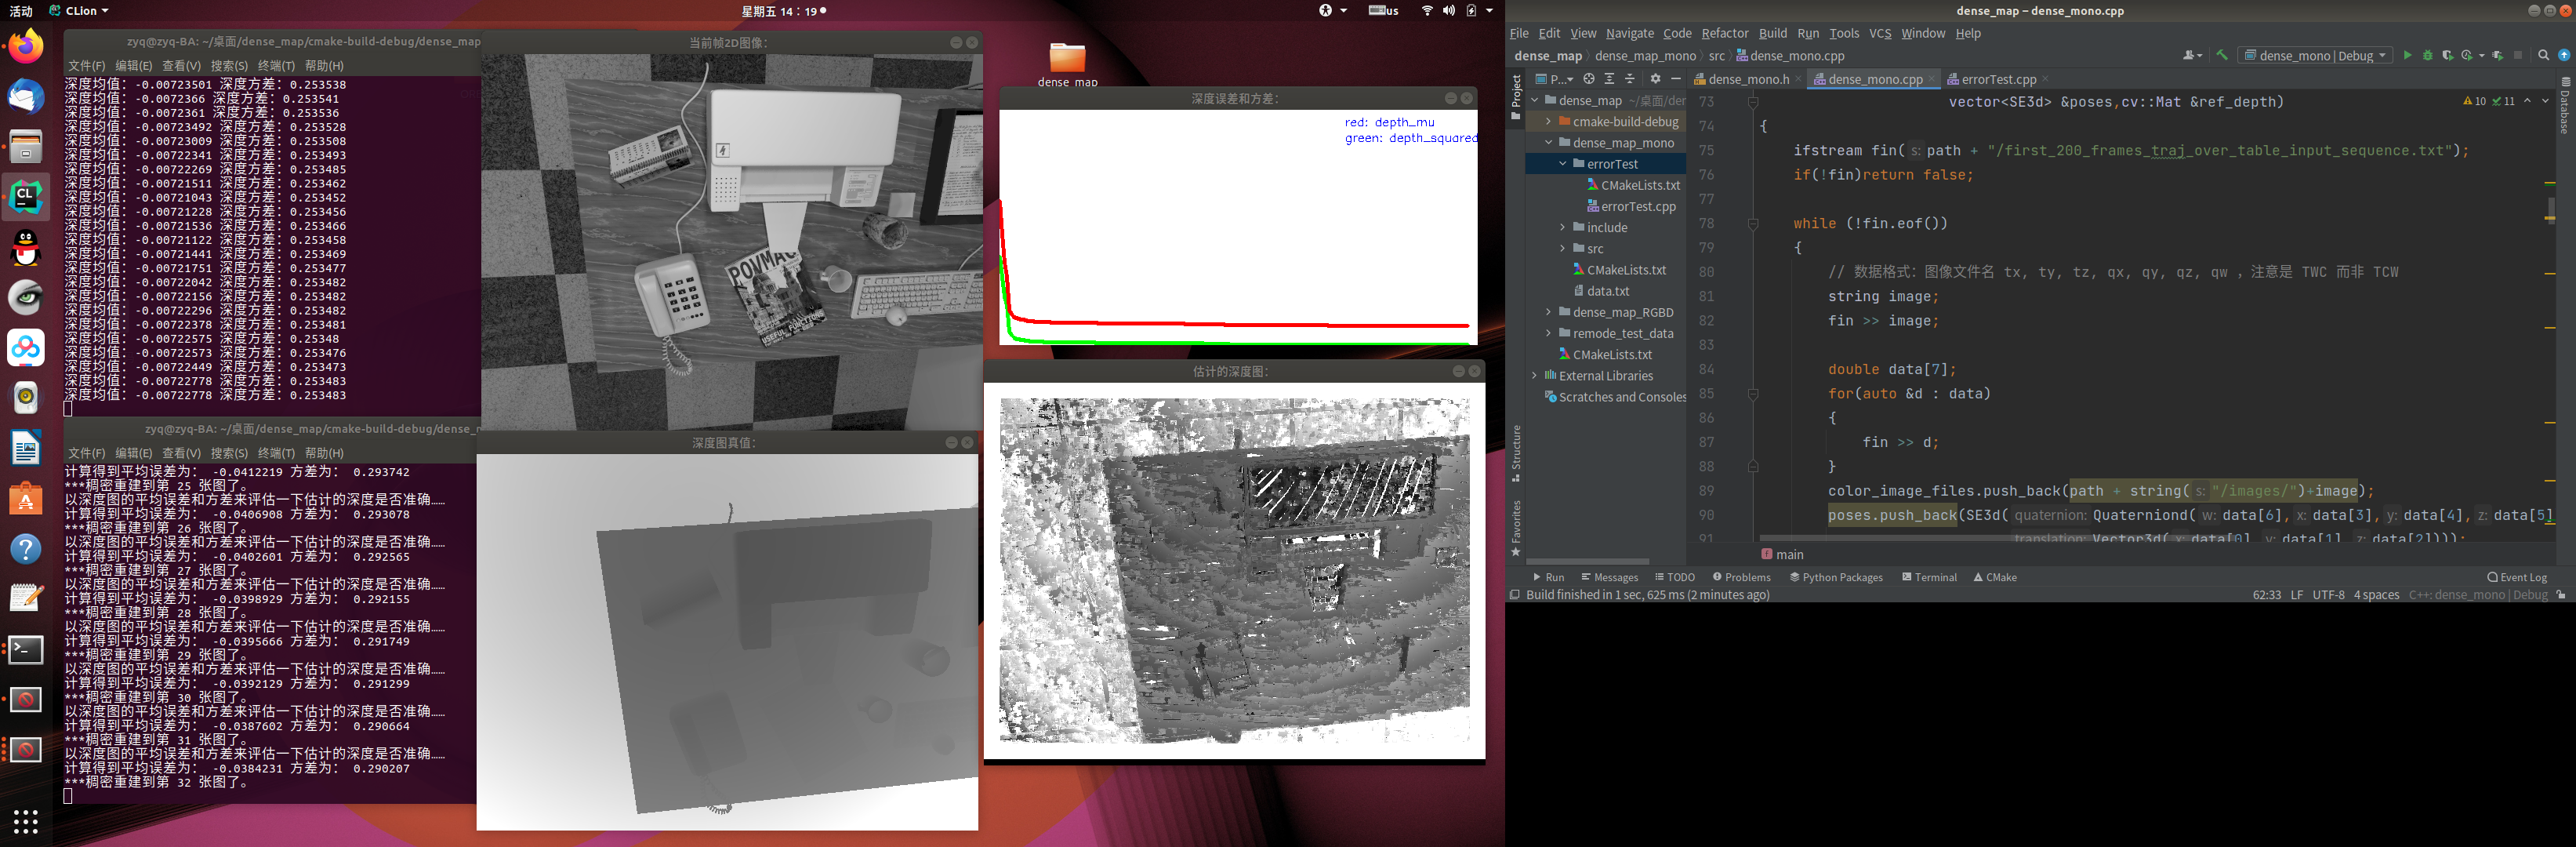 活动
CLion
星期五 14：19
us
zyq@zyq-BA: ~/桌面/dense_map/cmake-build-debug/dense_map
文件(F) 编辑(E) 查看(V) 搜索(S) 终端(T) 帮助(H)
深度均值：-0.00723501 深度方差：0.253538
深度均值：-0.0072366 深度方差：0.253541
深度均值：-0.0072361 深度方差：0.253536
深度均值：-0.00723492 深度方差：0.253528
深度均值：-0.00723009 深度方差：0.253508
深度均值：-0.00722341 深度方差：0.253493
深度均值：-0.00722269 深度方差：0.253485
深度均值：-0.00721511 深度方差：0.253462
深度均值：-0.00721043 深度方差：0.253452
深度均值：-0.00721228 深度方差：0.253456
深度均值：-0.00721536 深度方差：0.253466
深度均值：-0.00721122 深度方差：0.253458
深度均值：-0.00721441 深度方差：0.253469
深度均值：-0.00721751 深度方差：0.253477
深度均值：-0.00722042 深度方差：0.253482
深度均值：-0.00722156 深度方差：0.253482
深度均值：-0.00722296 深度方差：0.253482
深度均值：-0.00722378 深度方差：0.253481
深度均值：-0.00722575 深度方差：0.25348
深度均值：-0.00722573 深度方差：0.253476
深度均值：-0.00722449 深度方差：0.253473
深度均值：-0.00722778 深度方差：0.253483
深度均值：-0.00722778 深度方差：0.253483
zyq@zyq-BA: ~/桌面/dense_map/cmake-build-debug/dense_m
文件(F) 编辑(E) 查看(V) 搜索(S) 终端(T) 帮助(H)
计算得到平均误差为： -0.0412219 方差为： 0.293742
***稠密重建到第 25 张图了。
以深度图的平均误差和方差来评估一下估计的深度是否准确……
计算得到平均误差为： -0.0406908 方差为： 0.293078
***稠密重建到第 26 张图了。
以深度图的平均误差和方差来评估一下估计的深度是否准确……
计算得到平均误差为： -0.0402601 方差为： 0.292565
***稠密重建到第 27 张图了。
以深度图的平均误差和方差来评估一下估计的深度是否准确……
计算得到平均误差为： -0.0398929 方差为： 0.292155
***稠密重建到第 28 张图了。
以深度图的平均误差和方差来评估一下估计的深度是否准确……
计算得到平均误差为： -0.0395666 方差为： 0.291749
***稠密重建到第 29 张图了。
以深度图的平均误差和方差来评估一下估计的深度是否准确……
计算得到平均误差为： -0.0392129 方差为： 0.291299
***稠密重建到第 30 张图了。
以深度图的平均误差和方差来评估一下估计的深度是否准确……
计算得到平均误差为： -0.0387602 方差为： 0.290664
***稠密重建到第 31 张图了。
以深度图的平均误差和方差来评估一下估计的深度是否准确……
计算得到平均误差为： -0.0384231 方差为： 0.290207
***稠密重建到第 32 张图了。
当前帧2D图像:
POVMAG
USEFUL FUNCTIONS
深度图真值:
dense_map
深度误差和方差:
red: depth_mu
green: depth_squared
估计的深度图:
dense_map – dense_mono.cpp
File Edit View Navigate Code Refactor Build Run Tools VCS Window Help
dense_map dense_map_mono src dense_mono.cpp
dense_mono | Debug
Project
P...
dense_mono.h
dense_mono.cpp
errorTest.cpp
dense_map ~/桌面/der
cmake-build-debug
dense_map_mono
errorTest
CMakeLists.txt
errorTest.cpp
include
src
CMakeLists.txt
data.txt
dense_map_RGBD
remode_test_data
CMakeLists.txt
External Libraries
Scratches and Consoles
Structure
Favorites
Database
10 11
73 vector<SE3d> &poses,cv::Mat &ref_depth)
74 {
75 ifstream fin( s: path + "/first_200_frames_traj_over_table_input_sequence.txt");
76 if(!fin)return false;
77
78 while (!fin.eof())
79 {
80 // 数据格式：图像文件名 tx, ty, tz, qx, qy, qz, qw ，注意是 TWC 而非 TCW
81 string image;
82 fin >> image;
83
84 double data[7];
85 for(auto &d : data)
86 {
87 fin >> d;
88 }
89 color_image_files.push_back(path + string( s: "/images/")+image);
90 poses.push_back(SE3d( quaternion: Quaterniond( w: data[6], x: data[3], y: data[4], z: data[5]
91 translation: Vector3d( x: data[0], y: data[1], z: data[2])));
main
Run Messages TODO Problems Python Packages Terminal CMake
Event Log
Build finished in 1 sec, 625 ms (2 minutes ago)
62:33 LF UTF-8 4 spaces C++: dense_mono | Debug